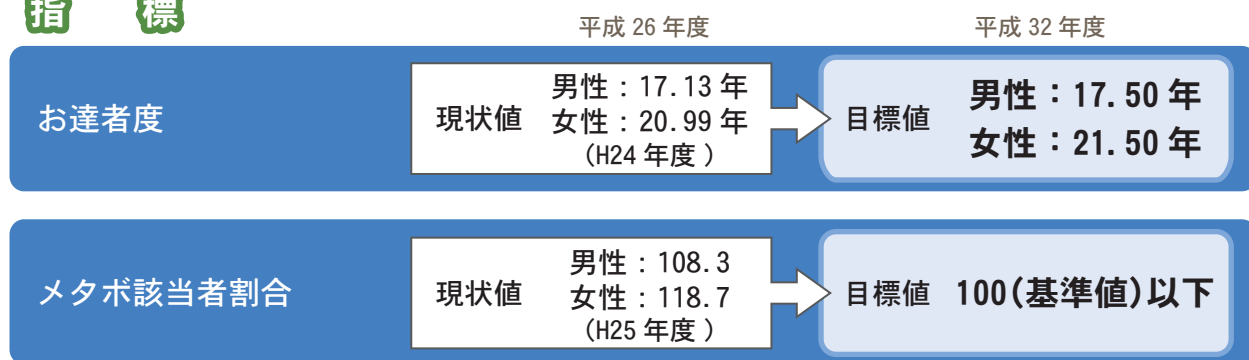 指　標
平成 26 年度
平成 32 年度
お達者度
現状値
男性：17.13 年
女性：20.99 年
(H24 年度 )
目標値
男性：17.50 年
女性：21.50 年
メタボ該当者割合
現状値
男性：108.3
女性：118.7
(H25 年度 )
目標値
100(基準値)以下